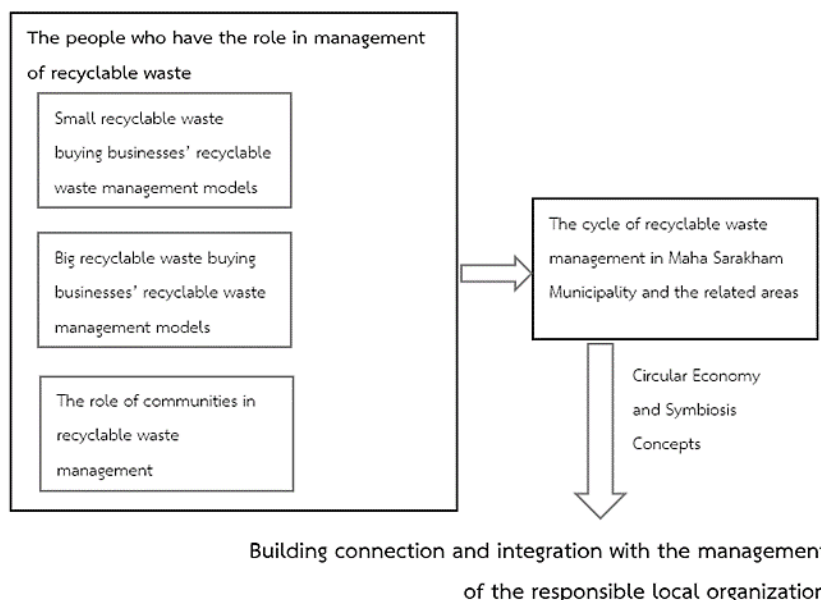 The people who have the role in management
of recyclable waste
Small recyclable waste
buying businesses' recyclable
waste management models
Big recyclable waste buying
businesses' recyclable waste
management models
The role of communities in
recyclable waste
management
The cycle of recyclable waste
management in Maha Sarakham
Municipality and the related areas
Circular Economy
and Symbiosis
Concepts
Building connection and integration with the management
of the responsible local organization